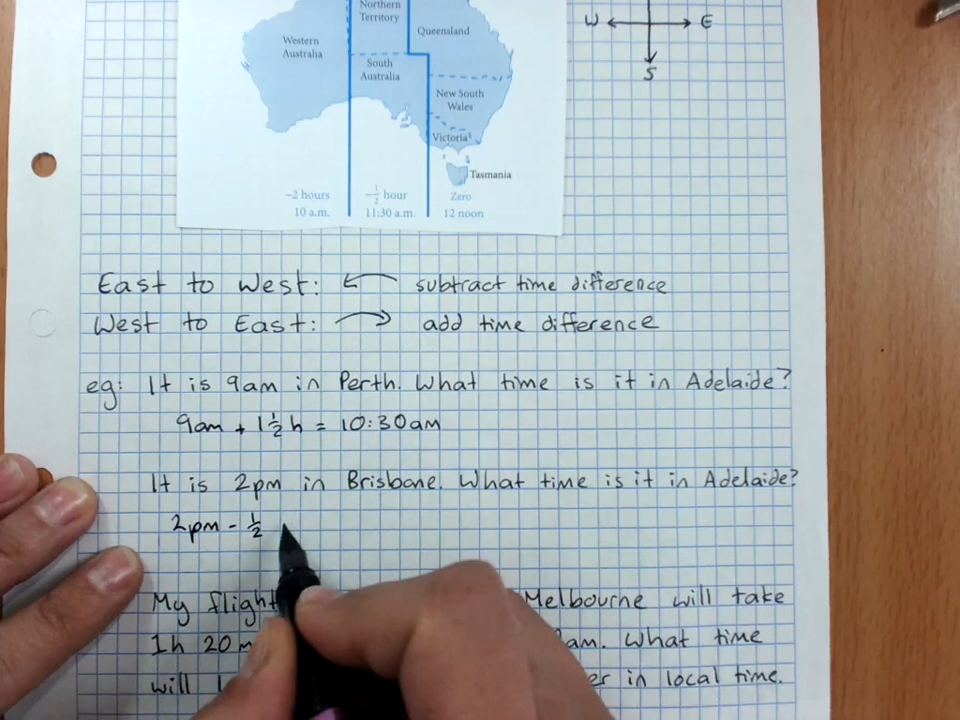 Northern
Territory
Queensland
Western
Australia
South
Australia
New South
Wales
Victoria
Tasmania
−2 hours
−½ hour
Zero
10 a.m.
11:30 a.m.
12 noon
W E
S
East to West: subtract time difference
West to East: add time difference
eg: It is 9am in Perth. What time is it in Adelaide?
9am + 1½ h = 10:30am
It is 2pm in Brisbane. What time is it in Adelaide?
2pm - ½
My flight Melbourne will take
1h 20 am. What time
will in local time.